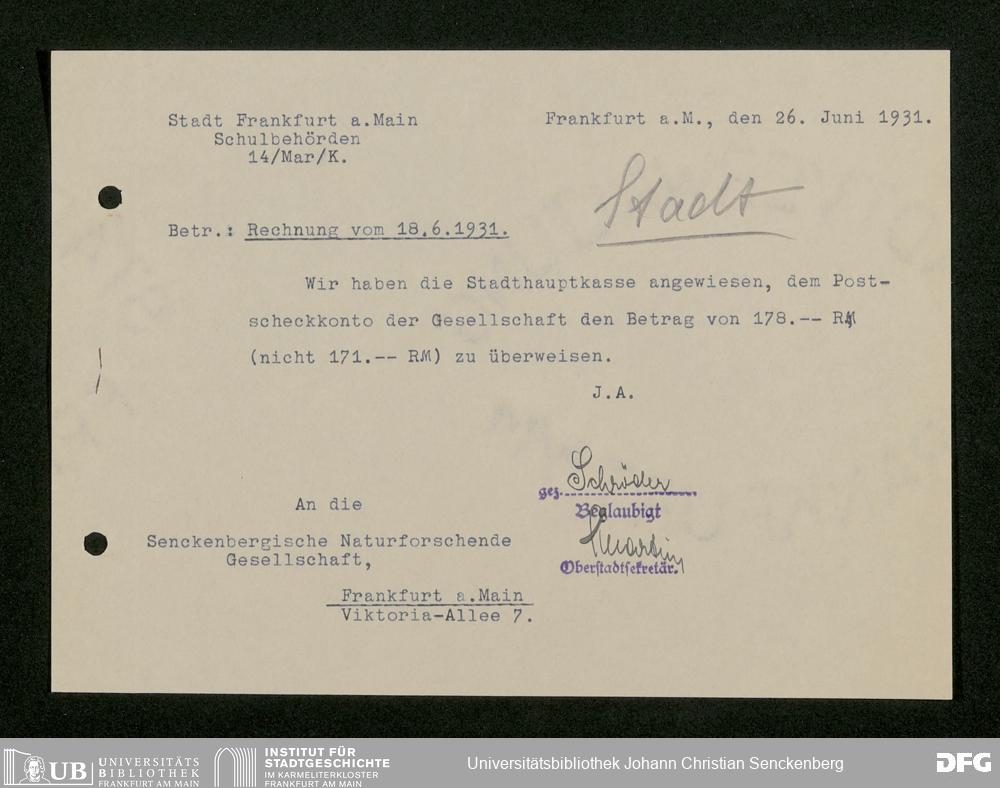 Stadt Frankfurt a.Main
Schulbehörden
14/Mar/K.
Frankfurt a.M., den 26. Juni 1931.
Stadt
Betr.: Rechnung vom 18.6.1931.
Wir haben die Stadthauptkasse angewiesen, dem Post-
scheckkonto der Gesellschaft den Betrag von 178.-- RM
(nicht 171.-- RM) zu überweisen.
J.A.
gez. Schröder
Beglaubigt
Martin
Oberstadtsekretär.
An die
Senckenbergische Naturforschende
Gesellschaft,
Frankfurt a.Main
Viktoria-Allee 7.
UB UNIVERSITÄTS
BIBLIOTHEK
FRANKFURT AM MAIN
INSTITUT FÜR
STADTGESCHICHTE
IM KARMELITERKLOSTER
FRANKFURT AM MAIN
Universitätsbibliothek Johann Christian Senckenberg
DFG